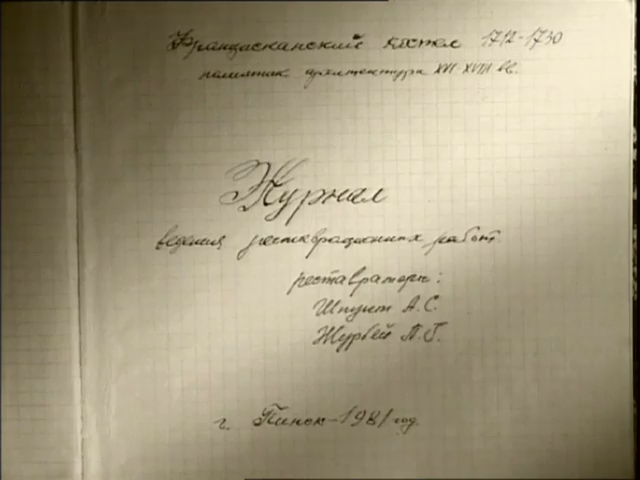 Францисканский костел 1712-1730
памятник архитектуры XVI-XVIII вв.
Журнал
ведения реставрационных работ.
реставраторы:
Шпунт А.С.
Журбей П.Г.
г. Пинск-1981 год.